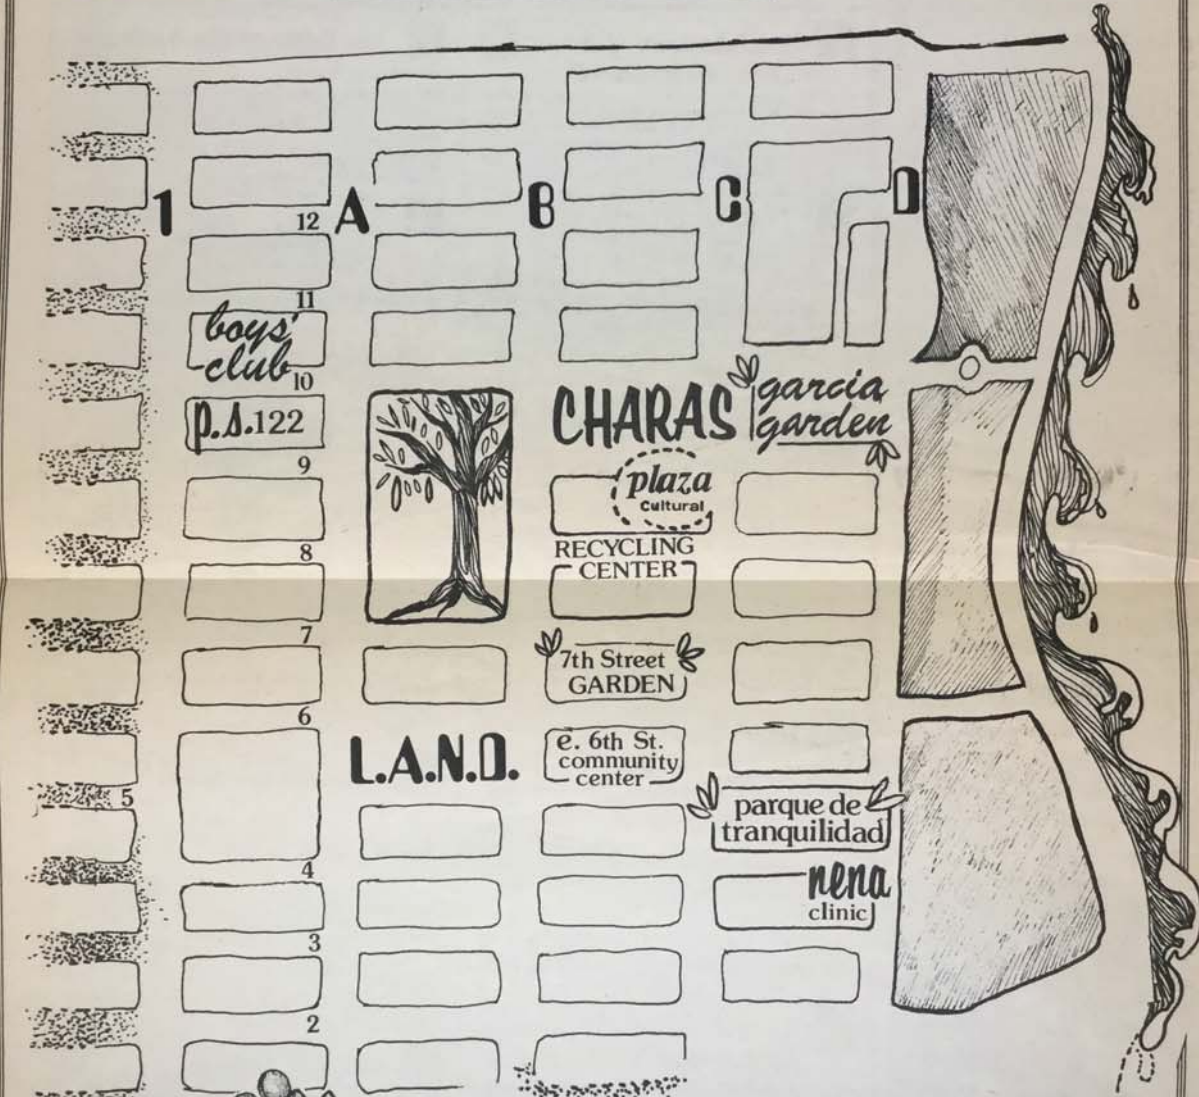 1
A
B
C
D
12
11
boys'
club
10
p.s.122
CHARAS
garcia
garden
9
plaza
Cultural
8
RECYCLING
CENTER
7
7th Street
GARDEN
6
L.A.N.D.
e. 6th St.
community
center
5
parque de
tranquilidad
4
nena
clinic
3
2